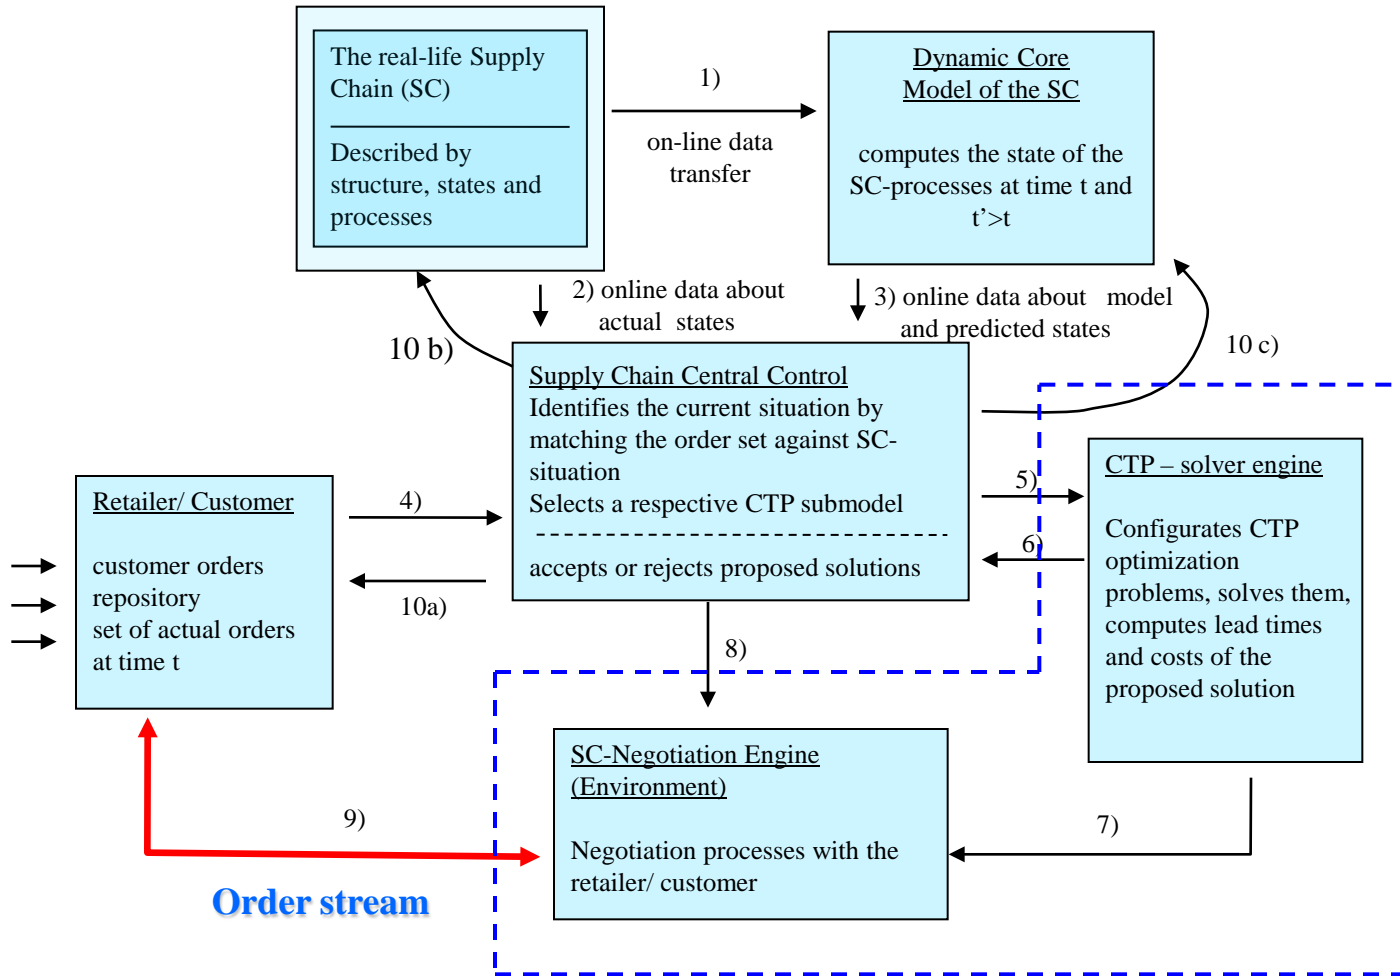 The real-life Supply
Chain (SC)
Described by
structure, states and
processes
1)
on-line data
transfer
Dynamic Core
Model of the SC
computes the state of the
SC-processes at time t and
t’>t
2) online data about
actual  states
3) online data about   model
and predicted states
10 b)
10 c)
Supply Chain Central Control
Identifies the current situation by
matching the order set against SC-
situation
Selects a respective CTP submodel
accepts or rejects proposed solutions
Retailer/ Customer
customer orders
repository
set of actual orders
at time t
4)
10a)
5)
6)
CTP – solver engine
Configurates CTP
optimization
problems, solves them,
computes lead times
and costs of the
proposed solution
8)
SC-Negotiation Engine
(Environment)
Negotiation processes with the
retailer/ customer
9)
7)
Order stream